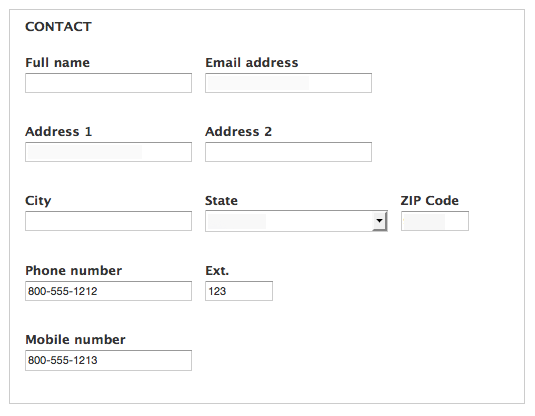 CONTACT
Full name Email address
Address 1 Address 2
City State ZIP Code
Phone number Ext.
800-555-1212 123
Mobile number
800-555-1213